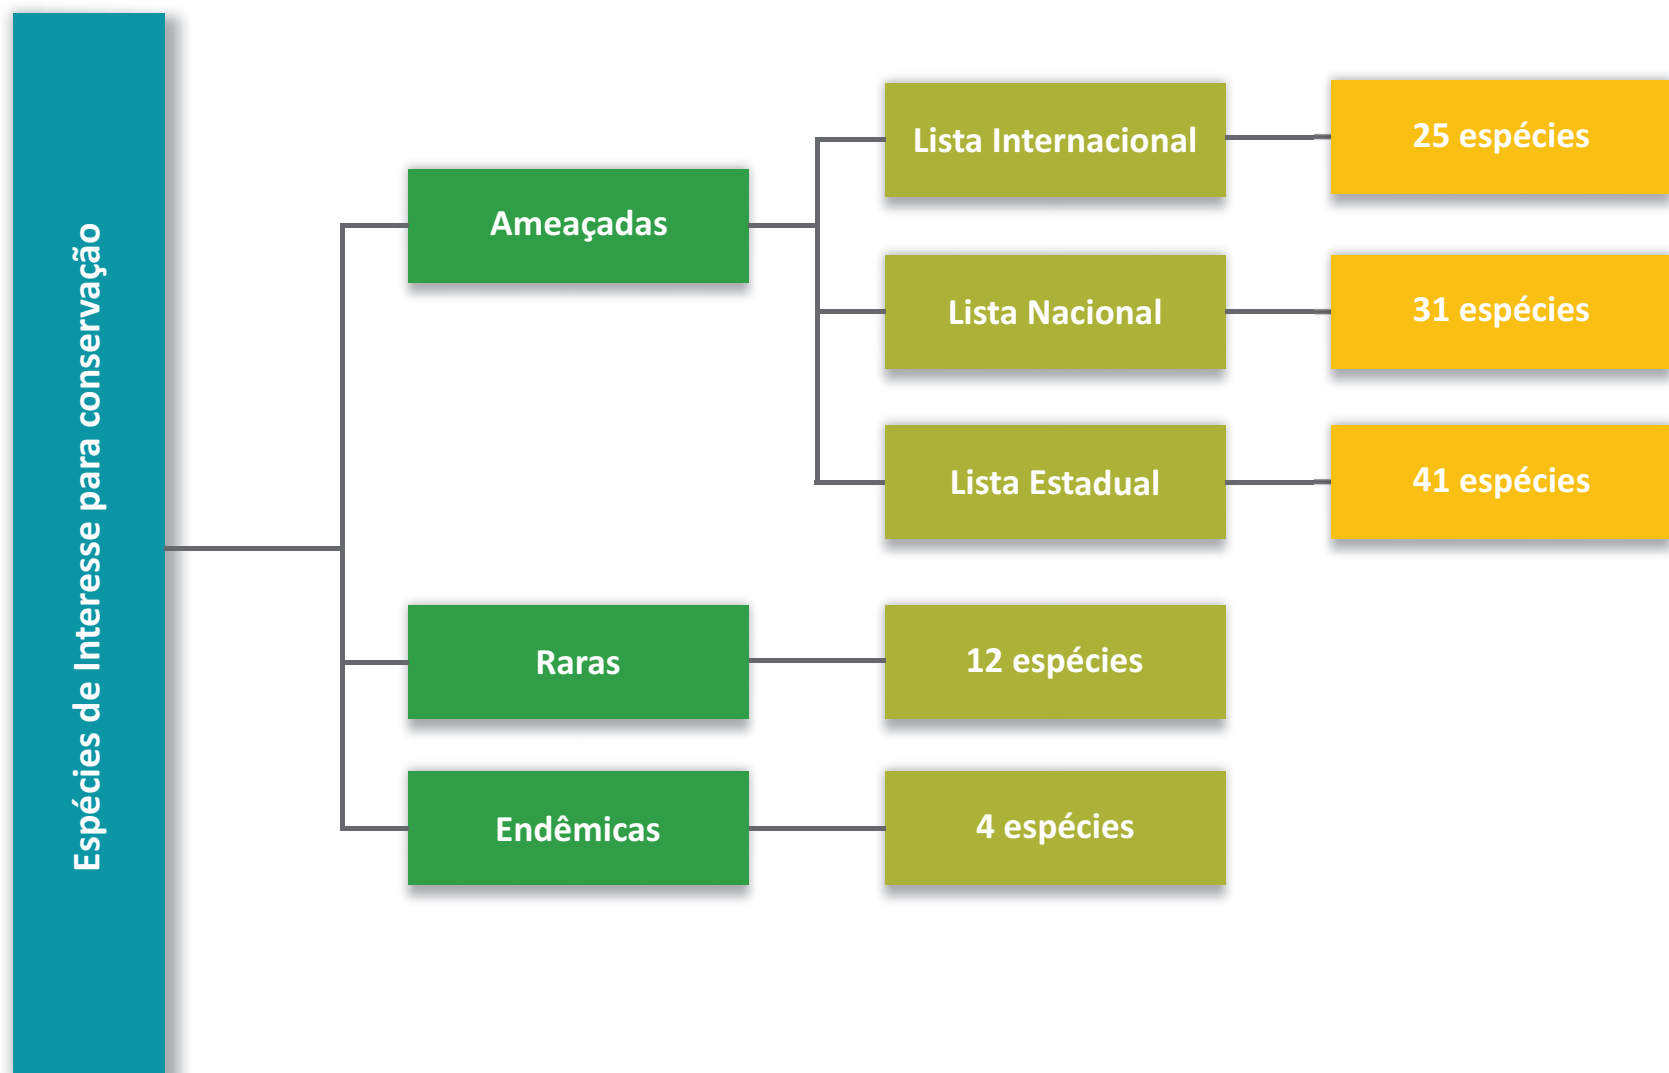 Espécies de Interesse para conservação
Ameaçadas
Lista Internacional
25 espécies
Lista Nacional
31 espécies
Lista Estadual
41 espécies
Raras
12 espécies
Endêmicas
4 espécies